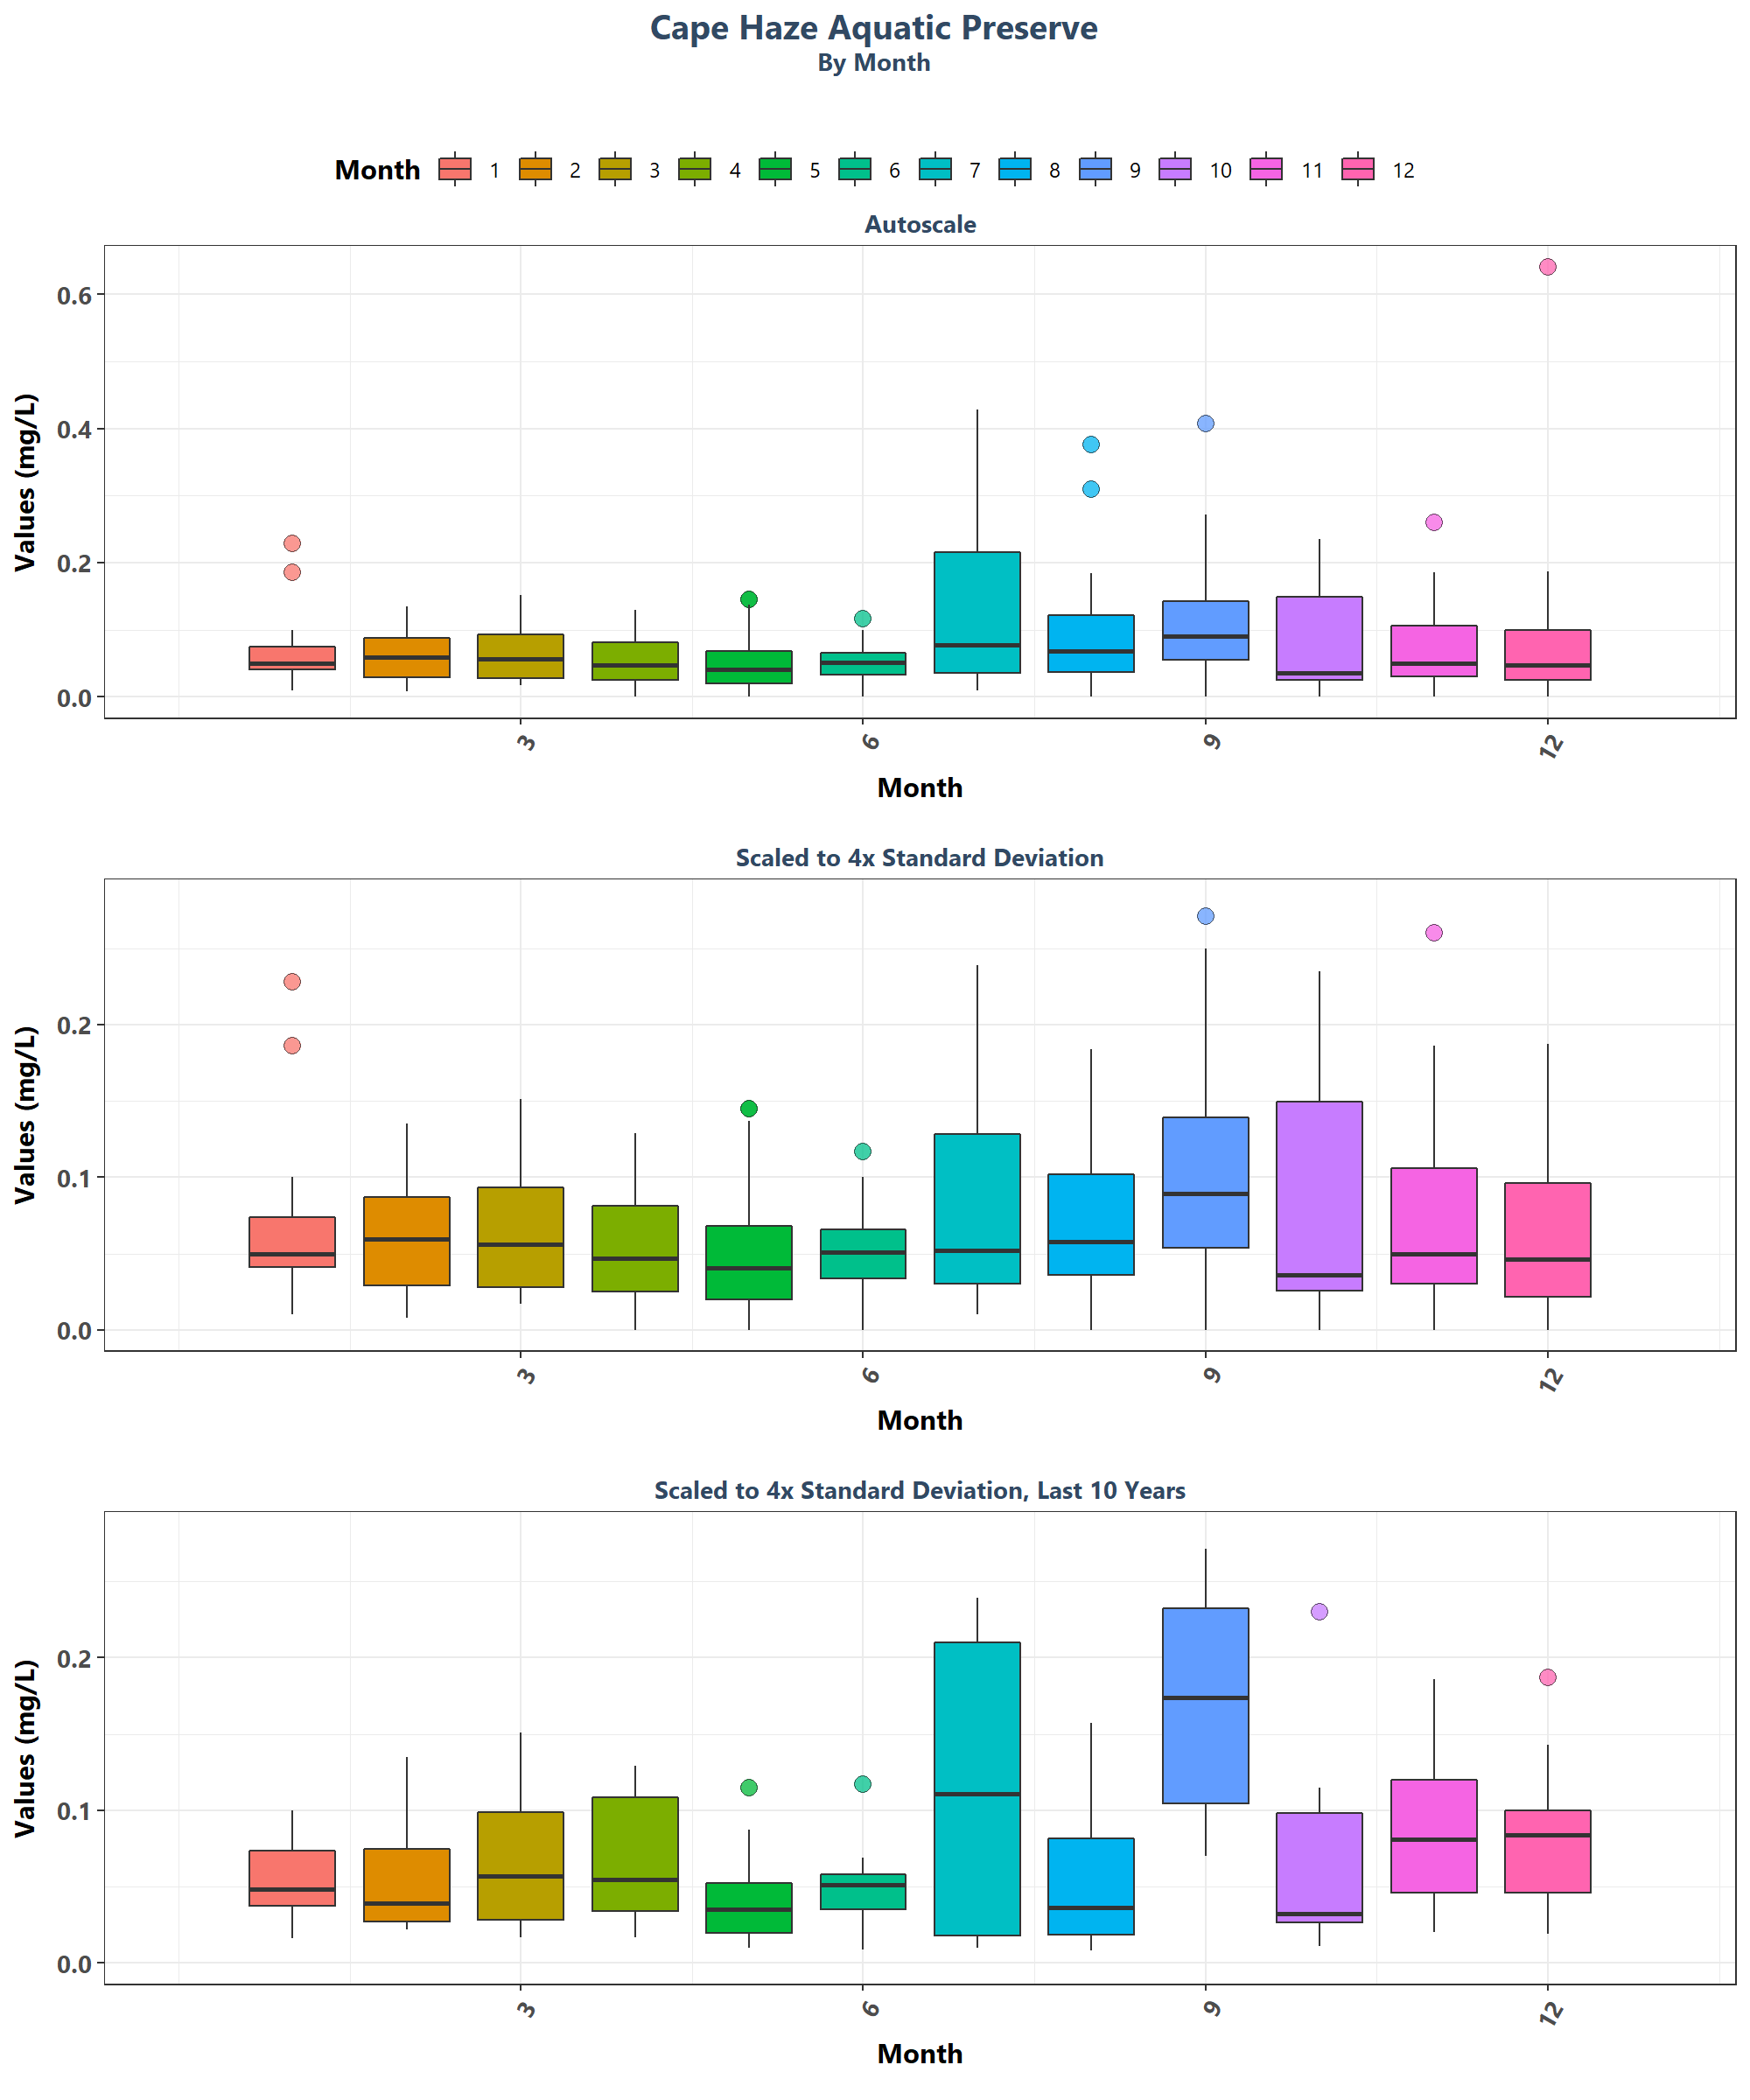 Cape Haze Aquatic Preserve
By Month
Month 1 2 3 4 5 6 7 8 9 10 11 12
Autoscale
Values (mg/L)
0.6
0.4
0.2
0.0
3 6 9 12
Month
Scaled to 4x Standard Deviation
Values (mg/L)
0.2
0.1
0.0
3 6 9 12
Month
Scaled to 4x Standard Deviation, Last 10 Years
Values (mg/L)
0.2
0.1
0.0
3 6 9 12
Month